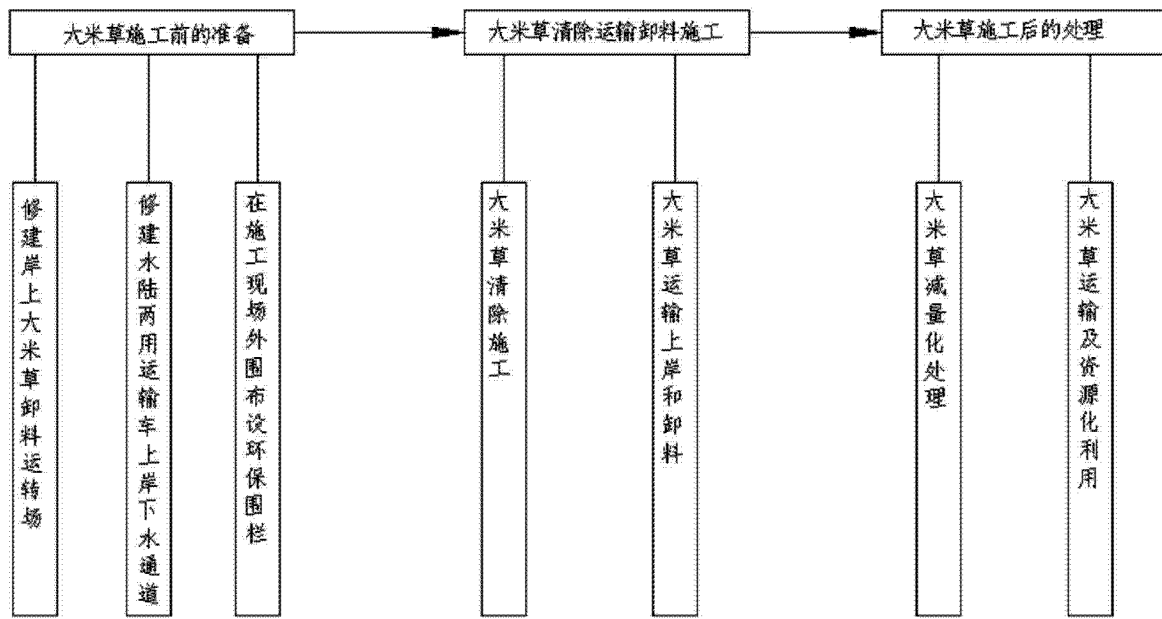 大米草施工前的准备
大米草清除运输卸料施工
大米草施工后的处理
修建岸上大米草卸料运转场
修建水陆两用运输车上岸下水通道
在施工现场外围布设环保围栏
大米草清除施工
大米草运输上岸和卸料
大米草减量化处理
大米草运输及资源化利用